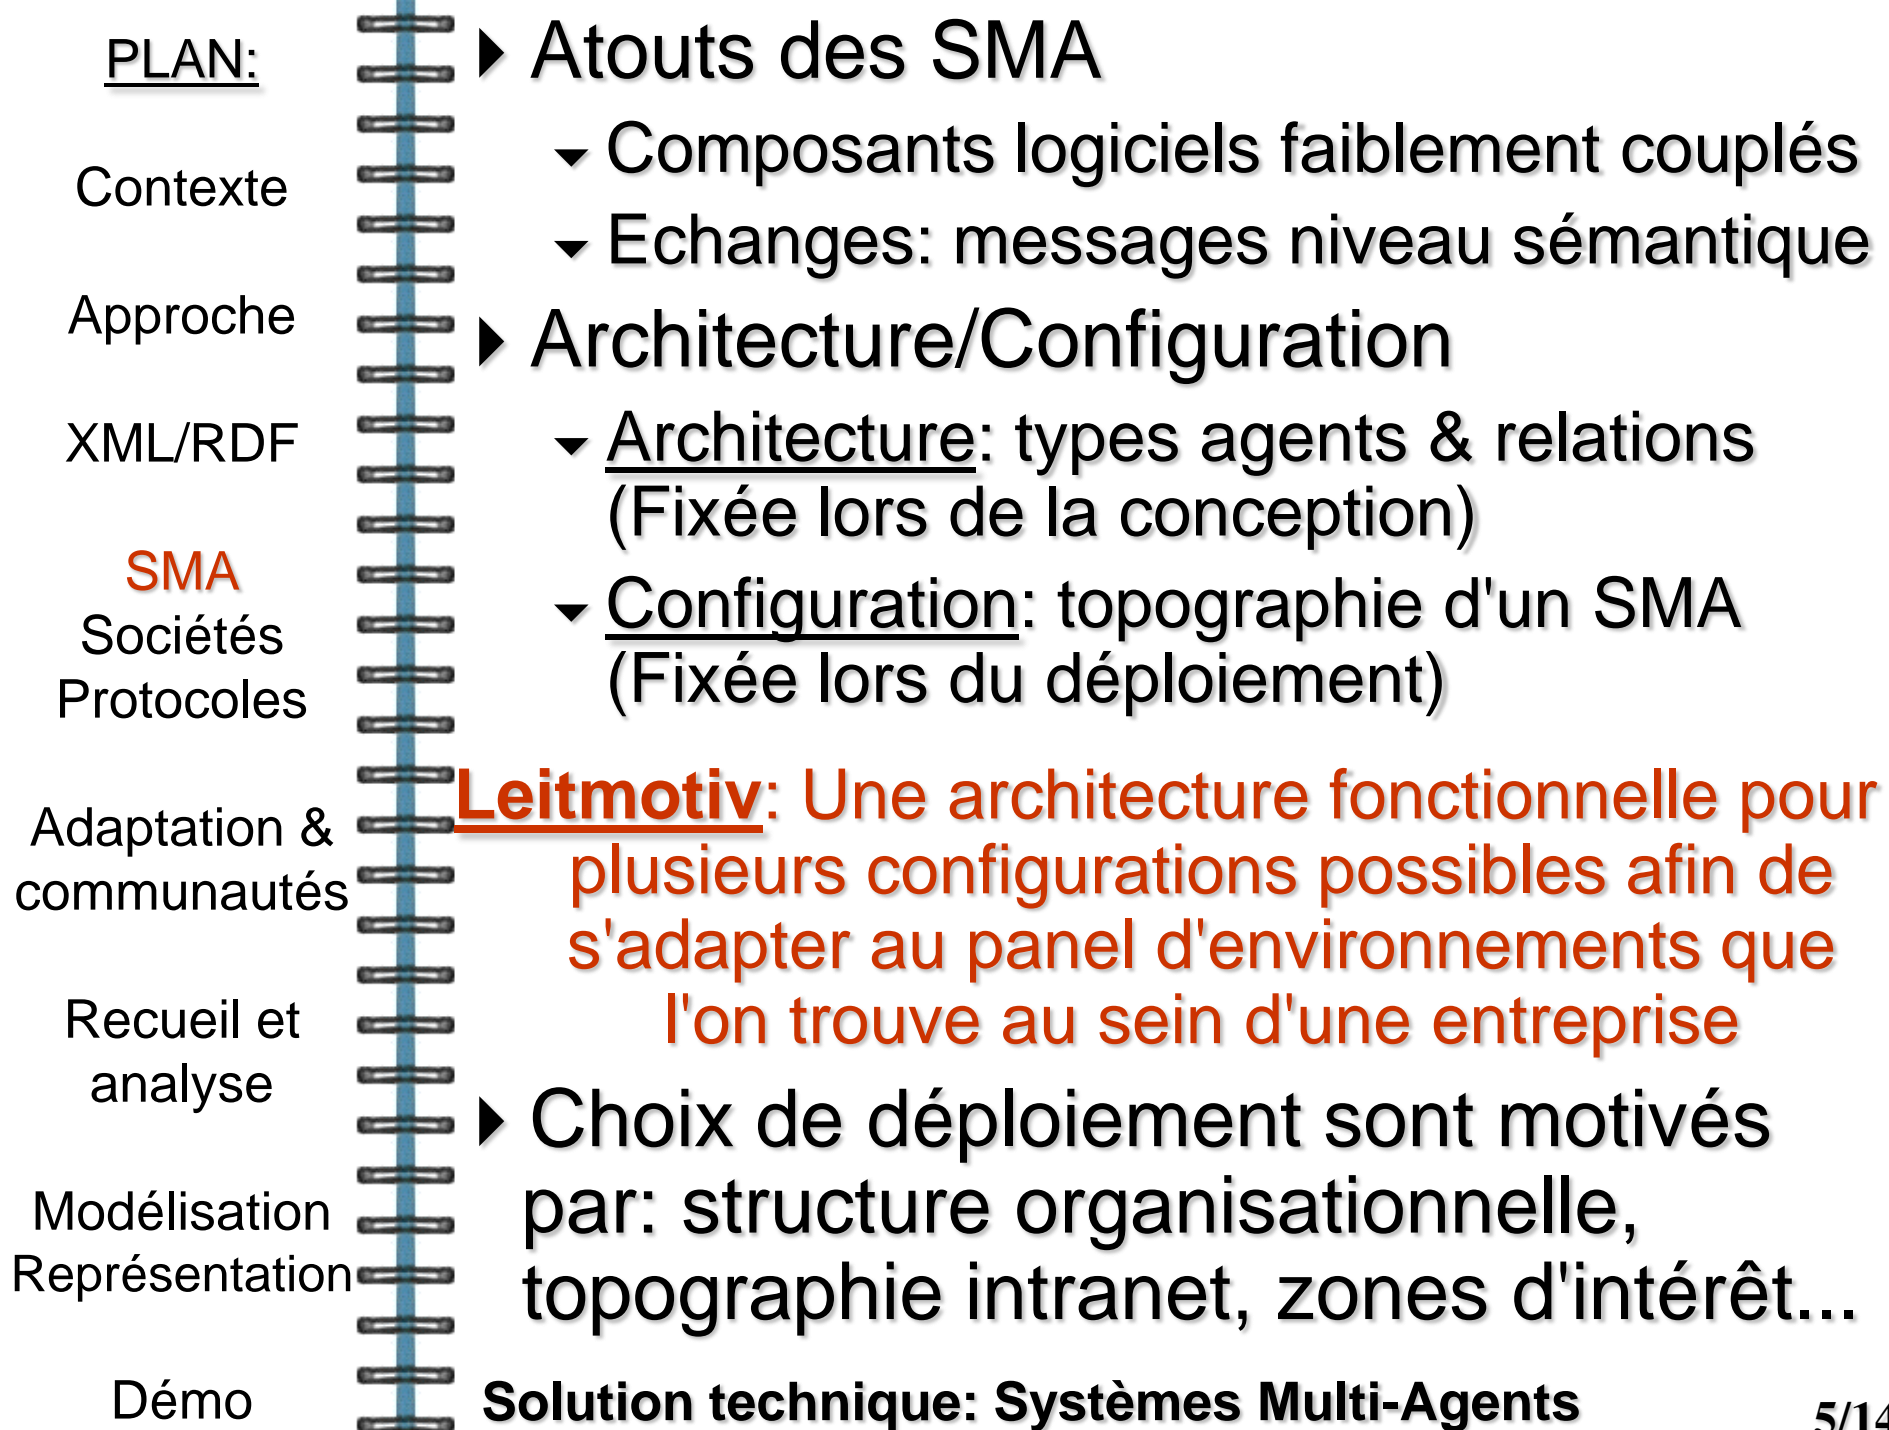 PLAN:
Contexte
Approche
XML/RDF
SMA
Sociétés
Protocoles
Adaptation &
communautés
Recueil et
analyse
Modélisation
Représentation
Démo
Atouts des SMA
Composants logiciels faiblement couplés
Echanges: messages niveau sémantique
Architecture/Configuration
Architecture: types agents & relations
(Fixée lors de la conception)
Configuration: topographie d'un SMA
(Fixée lors du déploiement)
Leitmotiv: Une architecture fonctionnelle pour
plusieurs configurations possibles afin de
s'adapter au panel d'environnements que
l'on trouve au sein d'une entreprise
Choix de déploiement sont motivés
par: structure organisationnelle,
topographie intranet, zones d'intérêt...
Solution technique: Systèmes Multi-Agents
5/14